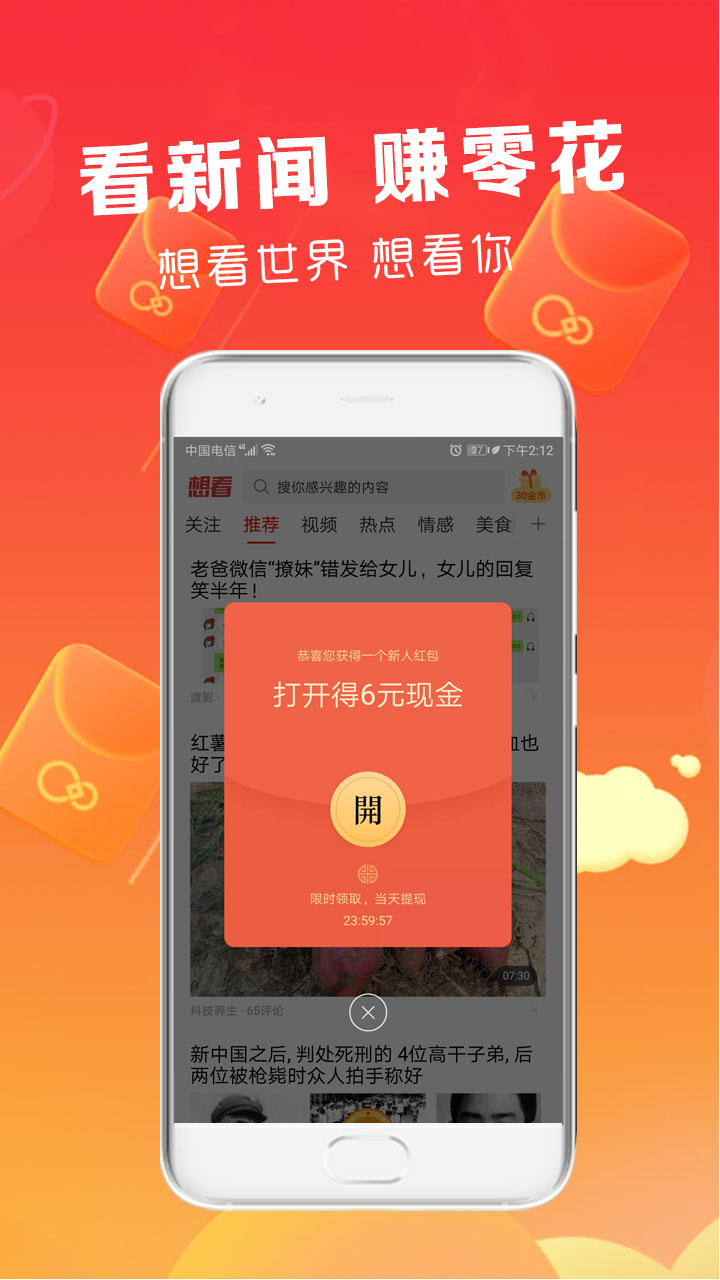 看新闻 赚零花
想看世界 想看你
中国电信 4G 37 下午2:12
想看 搜你感兴趣的内容 30金币
关注 推荐 视频 热点 情感 美食
老爸微信“撩妹”错发给女儿，女儿的回复
笑半年！
恭喜您获得一个新人红包
打开得6元现金
渡影 ·
红薯 血也
好了
開
限时领取，当天提现
23:59:57
07:30
科技养生 · 65评论
新中国之后, 判处死刑的 4位高干子弟, 后
两位被枪毙时众人拍手称好